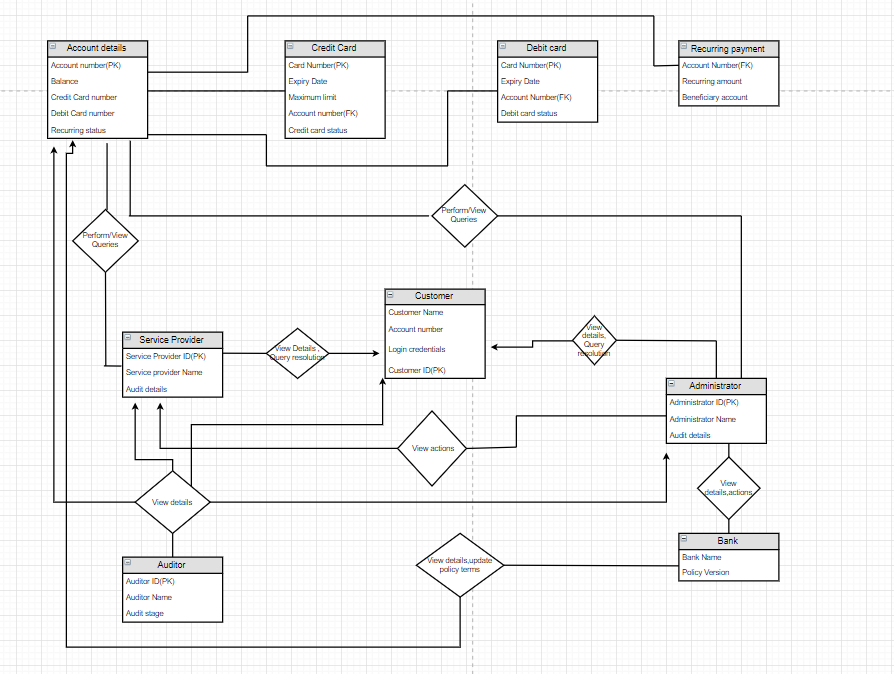 Account details
Account number(PK)
Balance
Credit Card number
Debit Card number
Recurring status
Credit Card
Card Number(PK)
Expiry Date
Maximum limit
Account number(FK)
Credit card status
Debit card
Card Number(PK)
Expiry Date
Account Number(FK)
Debit card status
Recurring payment
Account Number(FK)
Recurring amount
Beneficiary account
Perform/View
Queries
Perform/View
Queries
Customer
Customer Name
Account number
Login credentials
Customer ID(PK)
Service Provider
Service Provider ID(PK)
Service provider Name
Audit details
View Details ,
Query resolution
View
details,
Query
resolution
Administrator
Administrator ID(PK)
Administrator Name
Audit details
View actions
View details
View
details,actions
Auditor
Auditor ID(PK)
Auditor Name
Audit stage
View details,update
policy terms
Bank
Bank Name
Policy Version